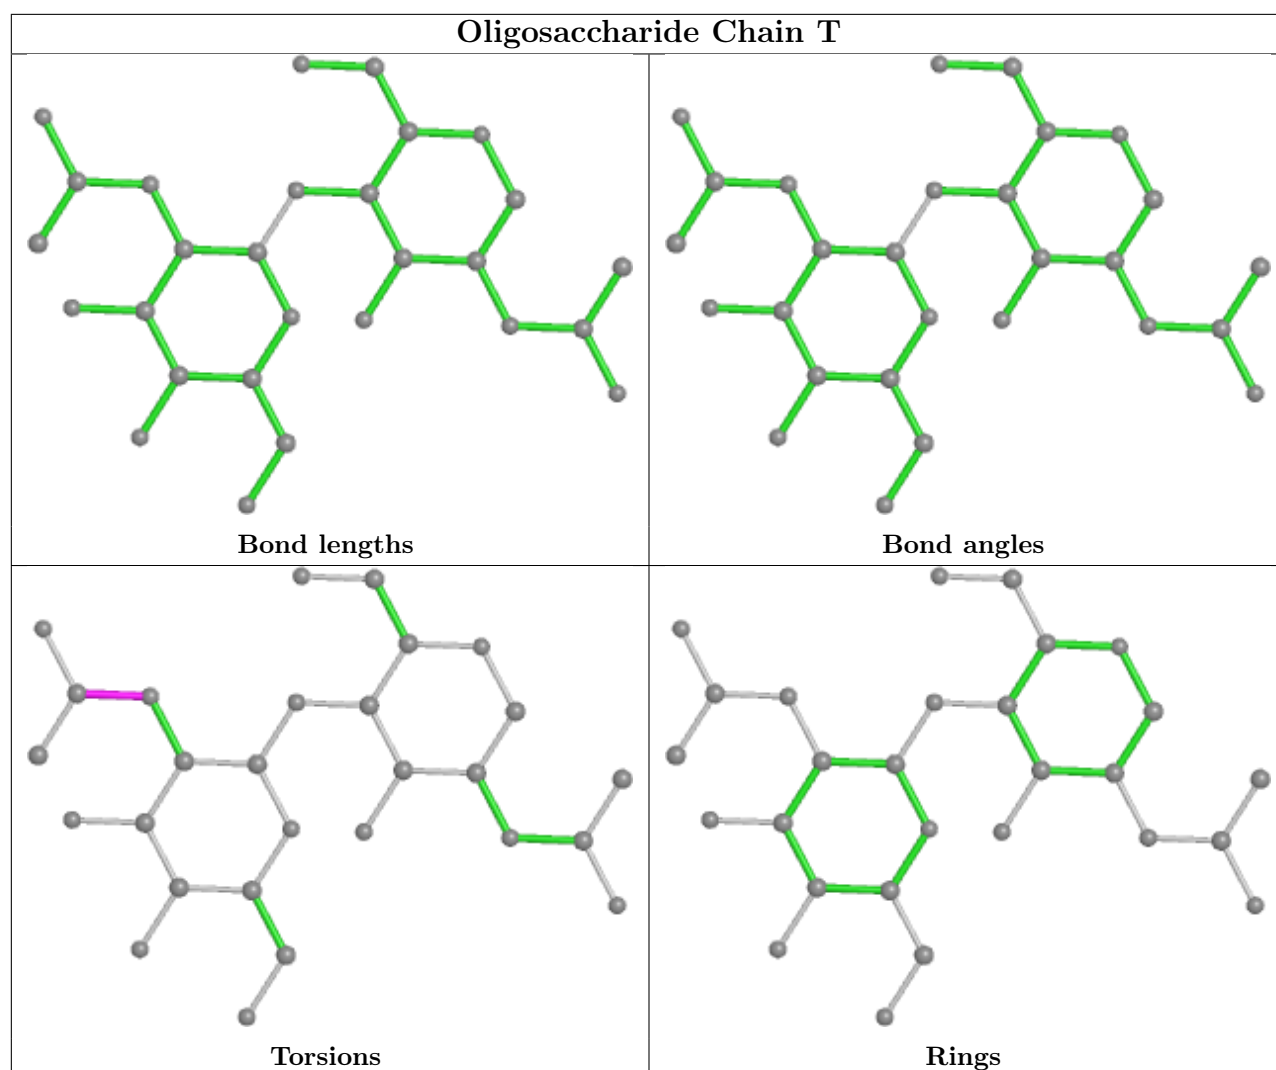 Oligosaccharide Chain T
Bond lengths
Bond angles
Torsions
Rings